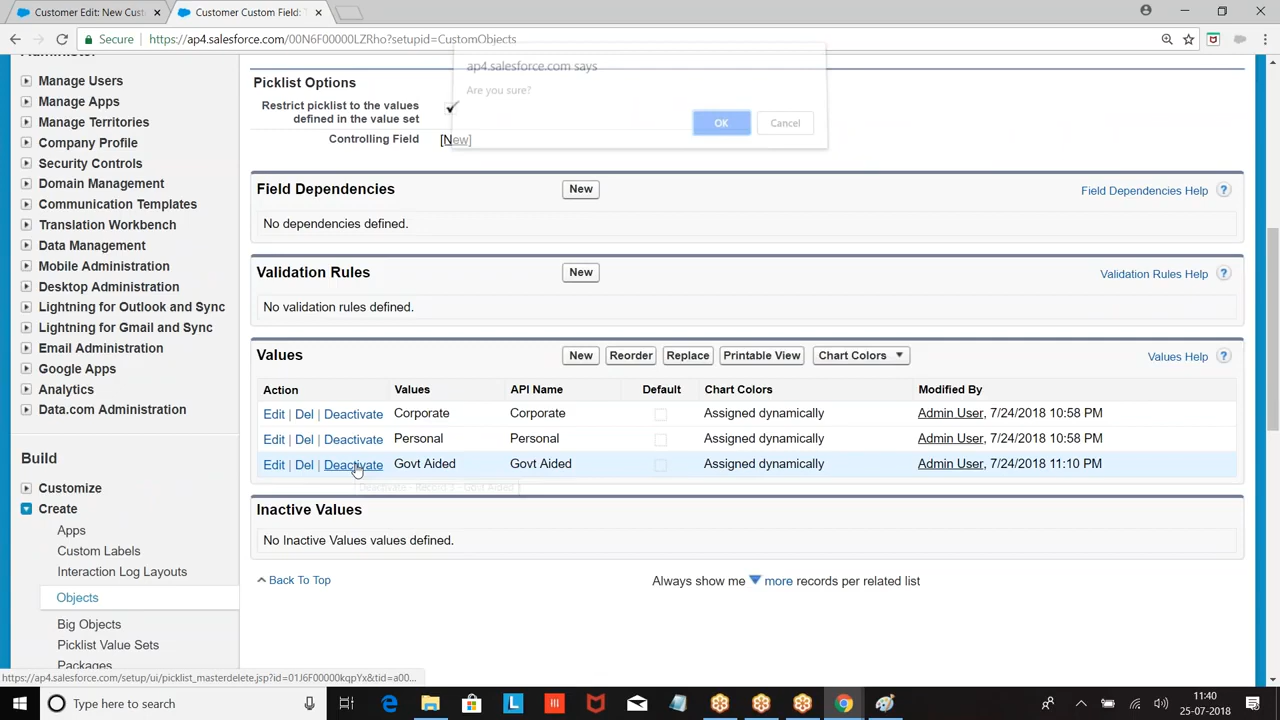 Customer Edit: New Cust
Customer Custom Field: T
Secure
https://ap4.salesforce.com/00N6F00000LZRho?setupid=CustomObjects
ap4.salesforce.com says
Are you sure?
OK
Cancel
Manage Users
Manage Apps
Manage Territories
Company Profile
Security Controls
Domain Management
Communication Templates
Translation Workbench
Data Management
Mobile Administration
Desktop Administration
Lightning for Outlook and Sync
Lightning for Gmail and Sync
Email Administration
Google Apps
Analytics
Data.com Administration
Build
Customize
Create
Apps
Custom Labels
Interaction Log Layouts
Objects
Big Objects
Picklist Value Sets
Packages
Picklist Options
Restrict picklist to the values
defined in the value set
Controlling Field [New]
Field Dependencies New Field Dependencies Help ?
No dependencies defined.
Validation Rules New Validation Rules Help ?
No validation rules defined.
Values New Reorder Replace Printable View Chart Colors Values Help ?
Action Values API Name Default Chart Colors Modified By
Edit | Del | Deactivate Corporate Corporate Assigned dynamically Admin User, 7/24/2018 10:58 PM
Edit | Del | Deactivate Personal Personal Assigned dynamically Admin User, 7/24/2018 10:58 PM
Edit | Del | Deactivate Govt Aided Govt Aided Assigned dynamically Admin User, 7/24/2018 11:10 PM
Deactivate - Record 3 - Govt Aided
Inactive Values
No Inactive Values values defined.
Back To Top
Always show me more records per related list
https://ap4.salesforce.com/setup/ui/picklist_masterdelete.jsp?id=01J6F00000kqpYx&tid=a00...
Type here to search
11:40
25-07-2018